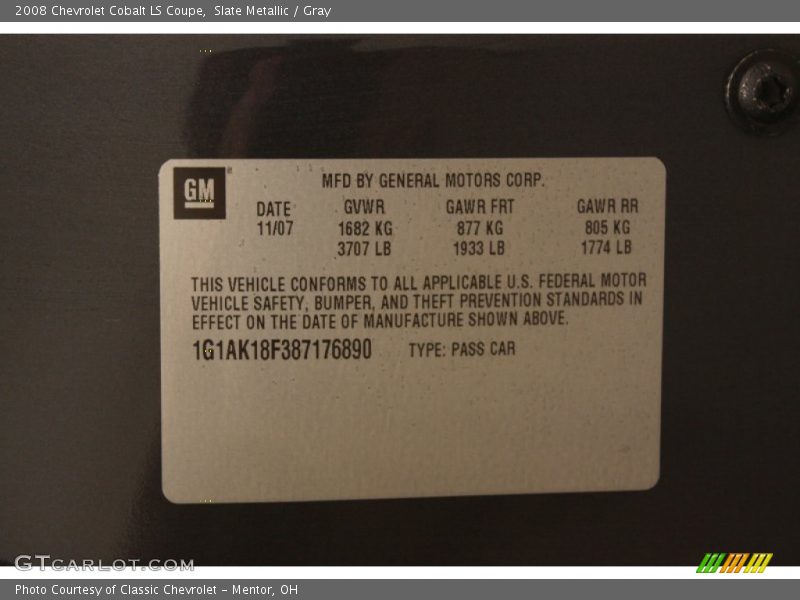 2008 Chevrolet Cobalt LS Coupe, Slate Metallic / Gray
GM
MFD BY GENERAL MOTORS CORP.
DATE GVWR GAWR FRT GAWR RR
11/07 1682 KG 877 KG 805 KG
3707 LB 1933 LB 1774 LB
THIS VEHICLE CONFORMS TO ALL APPLICABLE U.S. FEDERAL MOTOR
VEHICLE SAFETY, BUMPER, AND THEFT PREVENTION STANDARDS IN
EFFECT ON THE DATE OF MANUFACTURE SHOWN ABOVE.
1G1AK18F387176890 TYPE: PASS CAR
GTCARLOT.COM
Photo Courtesy of Classic Chevrolet - Mentor, OH